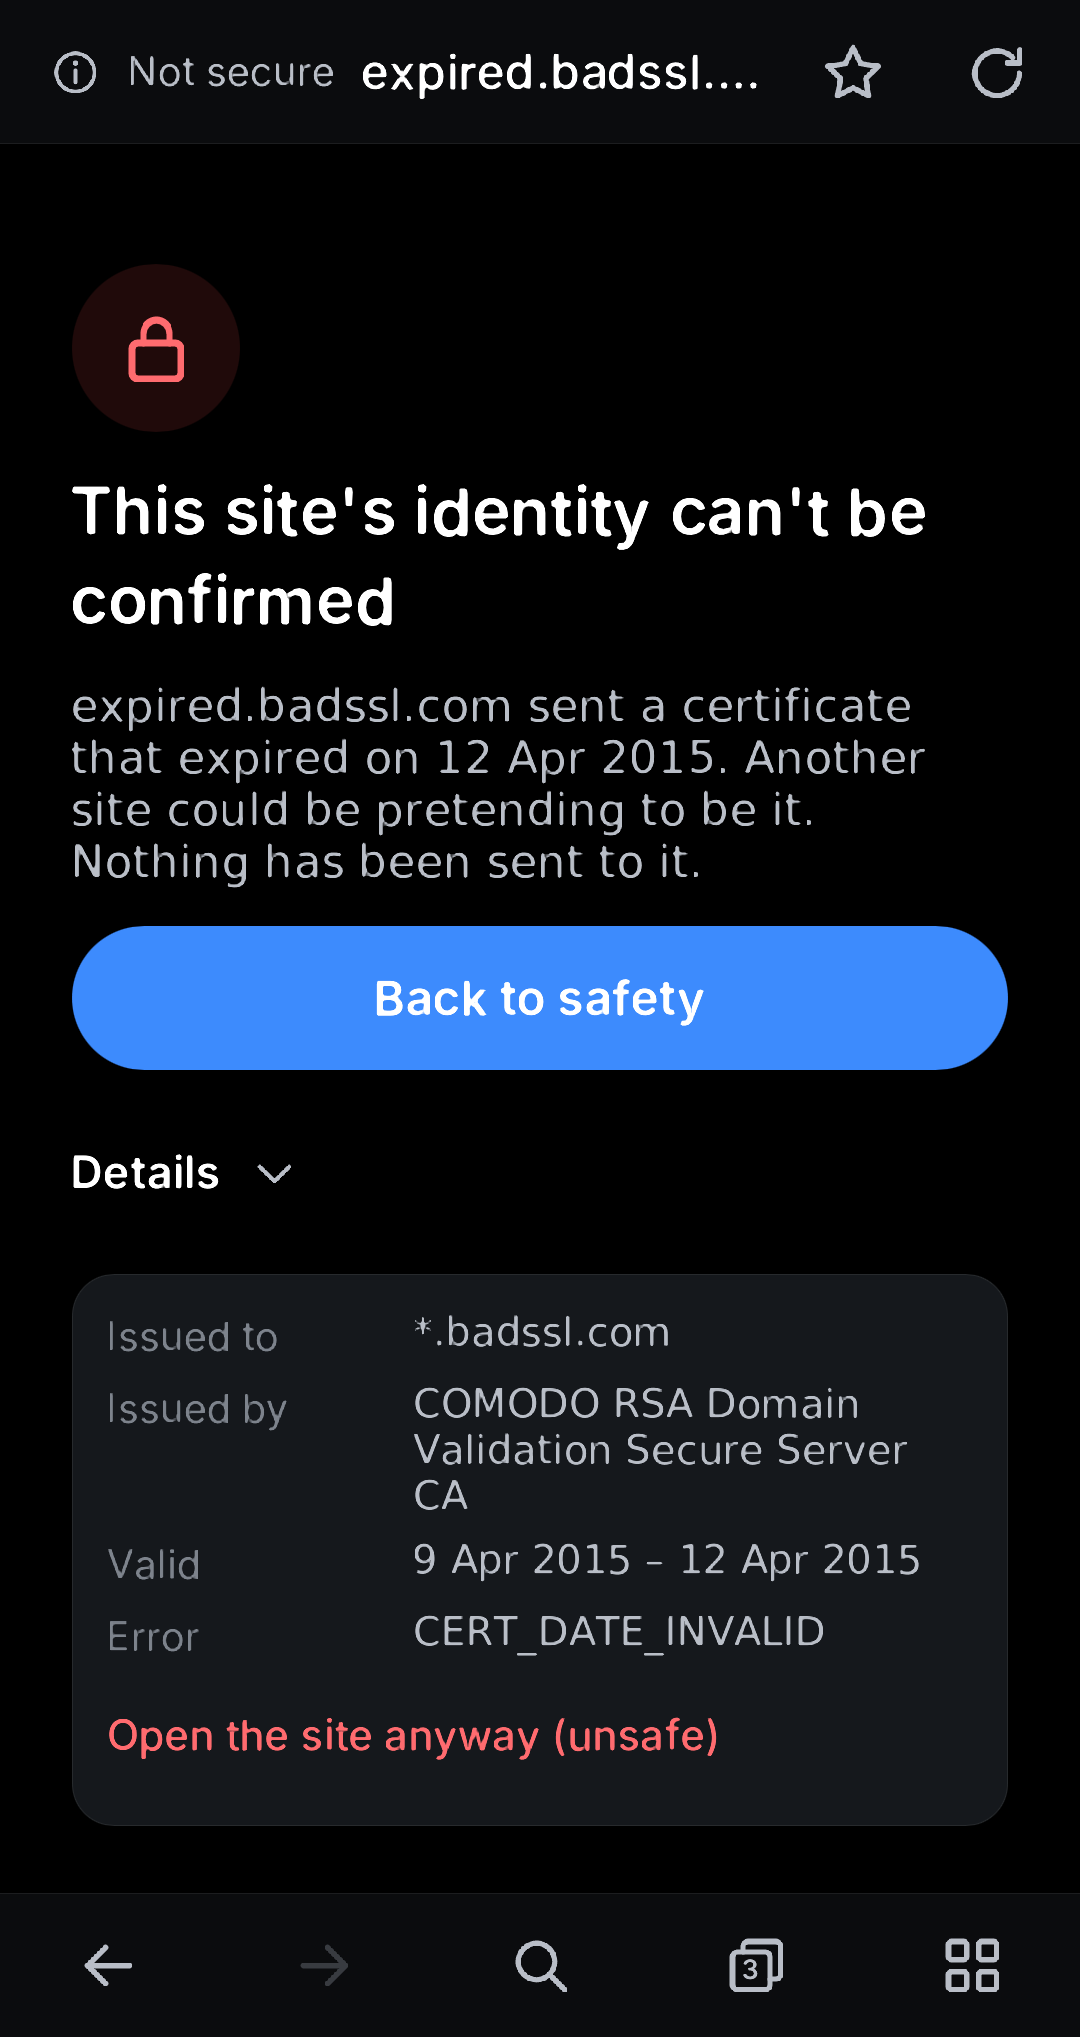 Not secure expired.badssl....
This site's identity can't be
confirmed
expired.badssl.com sent a certificate
that expired on 12 Apr 2015. Another
site could be pretending to be it.
Nothing has been sent to it.
Back to safety
Details
Issued to *.badssl.com
Issued by COMODO RSA Domain
Validation Secure Server
CA
Valid 9 Apr 2015 – 12 Apr 2015
Error CERT_DATE_INVALID
Open the site anyway (unsafe)
3